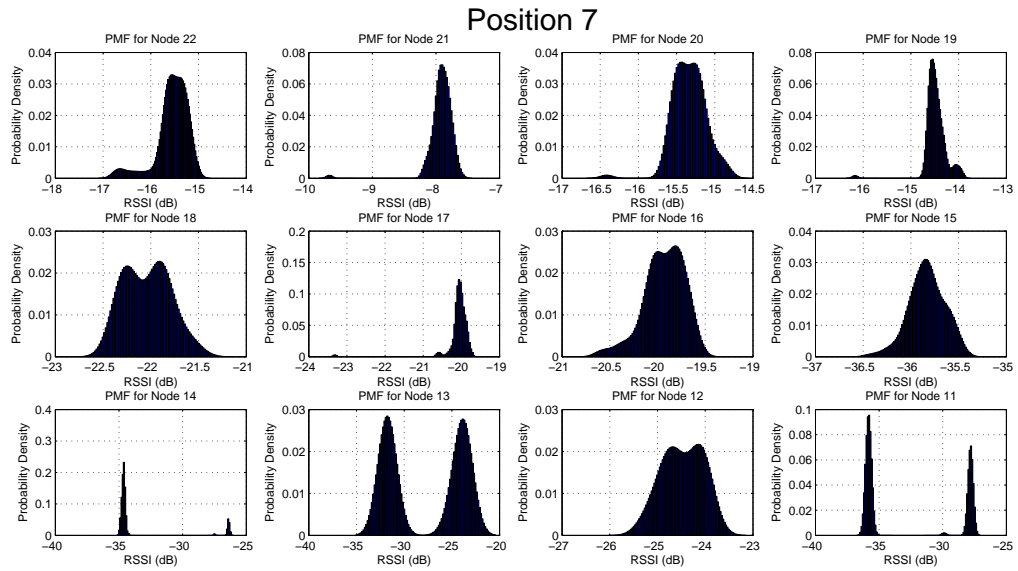 Position 7
PMF for Node 22 PMF for Node 21 PMF for Node 20 PMF for Node 19
0.04 0.08 0.04 0.08
0.03 0.06 0.03 0.06
0.02 0.04 0.02 0.04
0.01 0.02 0.01 0.02
0 0 0 0
Probability Density Probability Density Probability Density Probability Density
−18 −17 −16 −15 −14 −10 −9 −8 −7 −17 −16.5 −16 −15.5 −15 −14.5 −17 −16 −15 −14 −13
RSSI (dB) RSSI (dB) RSSI (dB) RSSI (dB)
PMF for Node 18 PMF for Node 17 PMF for Node 16 PMF for Node 15
0.03 0.2 0.03 0.04
0.02 0.15 0.02 0.03
0.01 0.1 0.01 0.02
0 0.05 0 0.01
0 0
Probability Density Probability Density Probability Density Probability Density
−23 −22.5 −22 −21.5 −21 −24 −23 −22 −21 −20 −19 −21 −20.5 −20 −19.5 −19 −37 −36.5 −36 −35.5 −35
RSSI (dB) RSSI (dB) RSSI (dB) RSSI (dB)
PMF for Node 14 PMF for Node 13 PMF for Node 12 PMF for Node 11
0.4 0.03 0.03 0.1
0.3 0.02 0.02 0.08
0.2 0.01 0.01 0.06
0.1 0 0 0.04
0 0.02
0
Probability Density Probability Density Probability Density Probability Density
−40 −35 −30 −25 −40 −35 −30 −25 −20 −27 −26 −25 −24 −23 −40 −35 −30 −25
RSSI (dB) RSSI (dB) RSSI (dB) RSSI (dB)